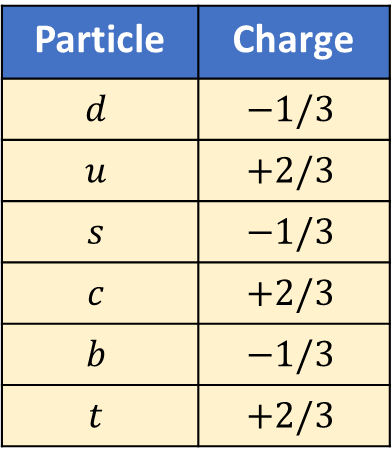 Particle Charge
d −1/3
u +2/3
s −1/3
c +2/3
b −1/3
t +2/3